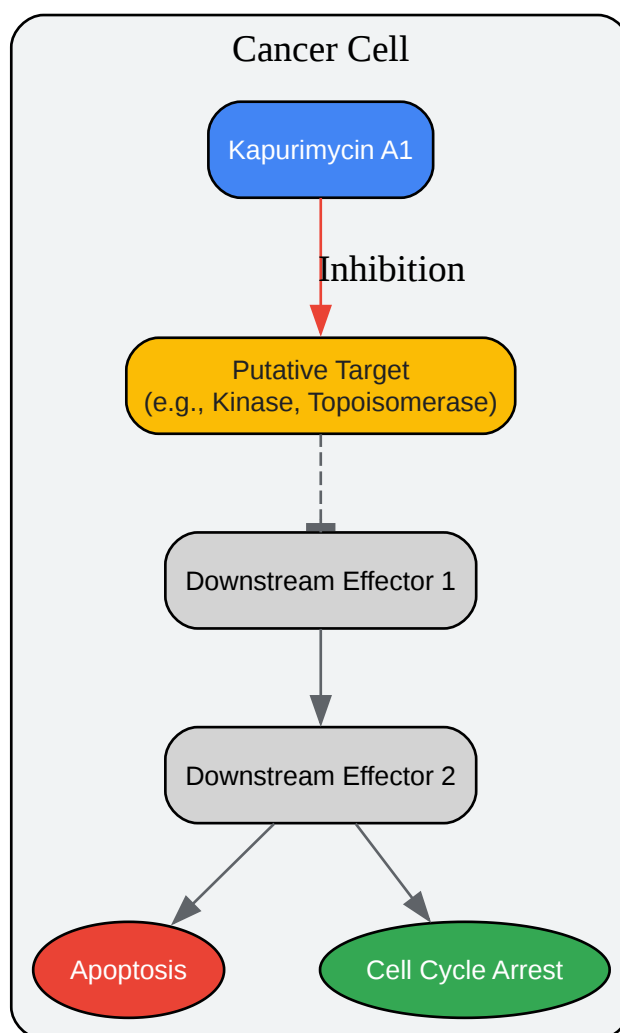 Cancer Cell
Kapurimycin A1
Inhibition
Putative Target
(e.g., Kinase, Topoisomerase)
Downstream Effector 1
Downstream Effector 2
Apoptosis
Cell Cycle Arrest